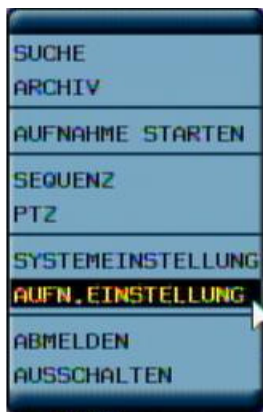 SUCHE
ARCHIV
AUFNAHME STARTEN
SEQUENZ
PTZ
SYSTEMEINSTELLUNG
AUFN.EINSTELLUNG
ABMELDEN
AUSSCHALTEN